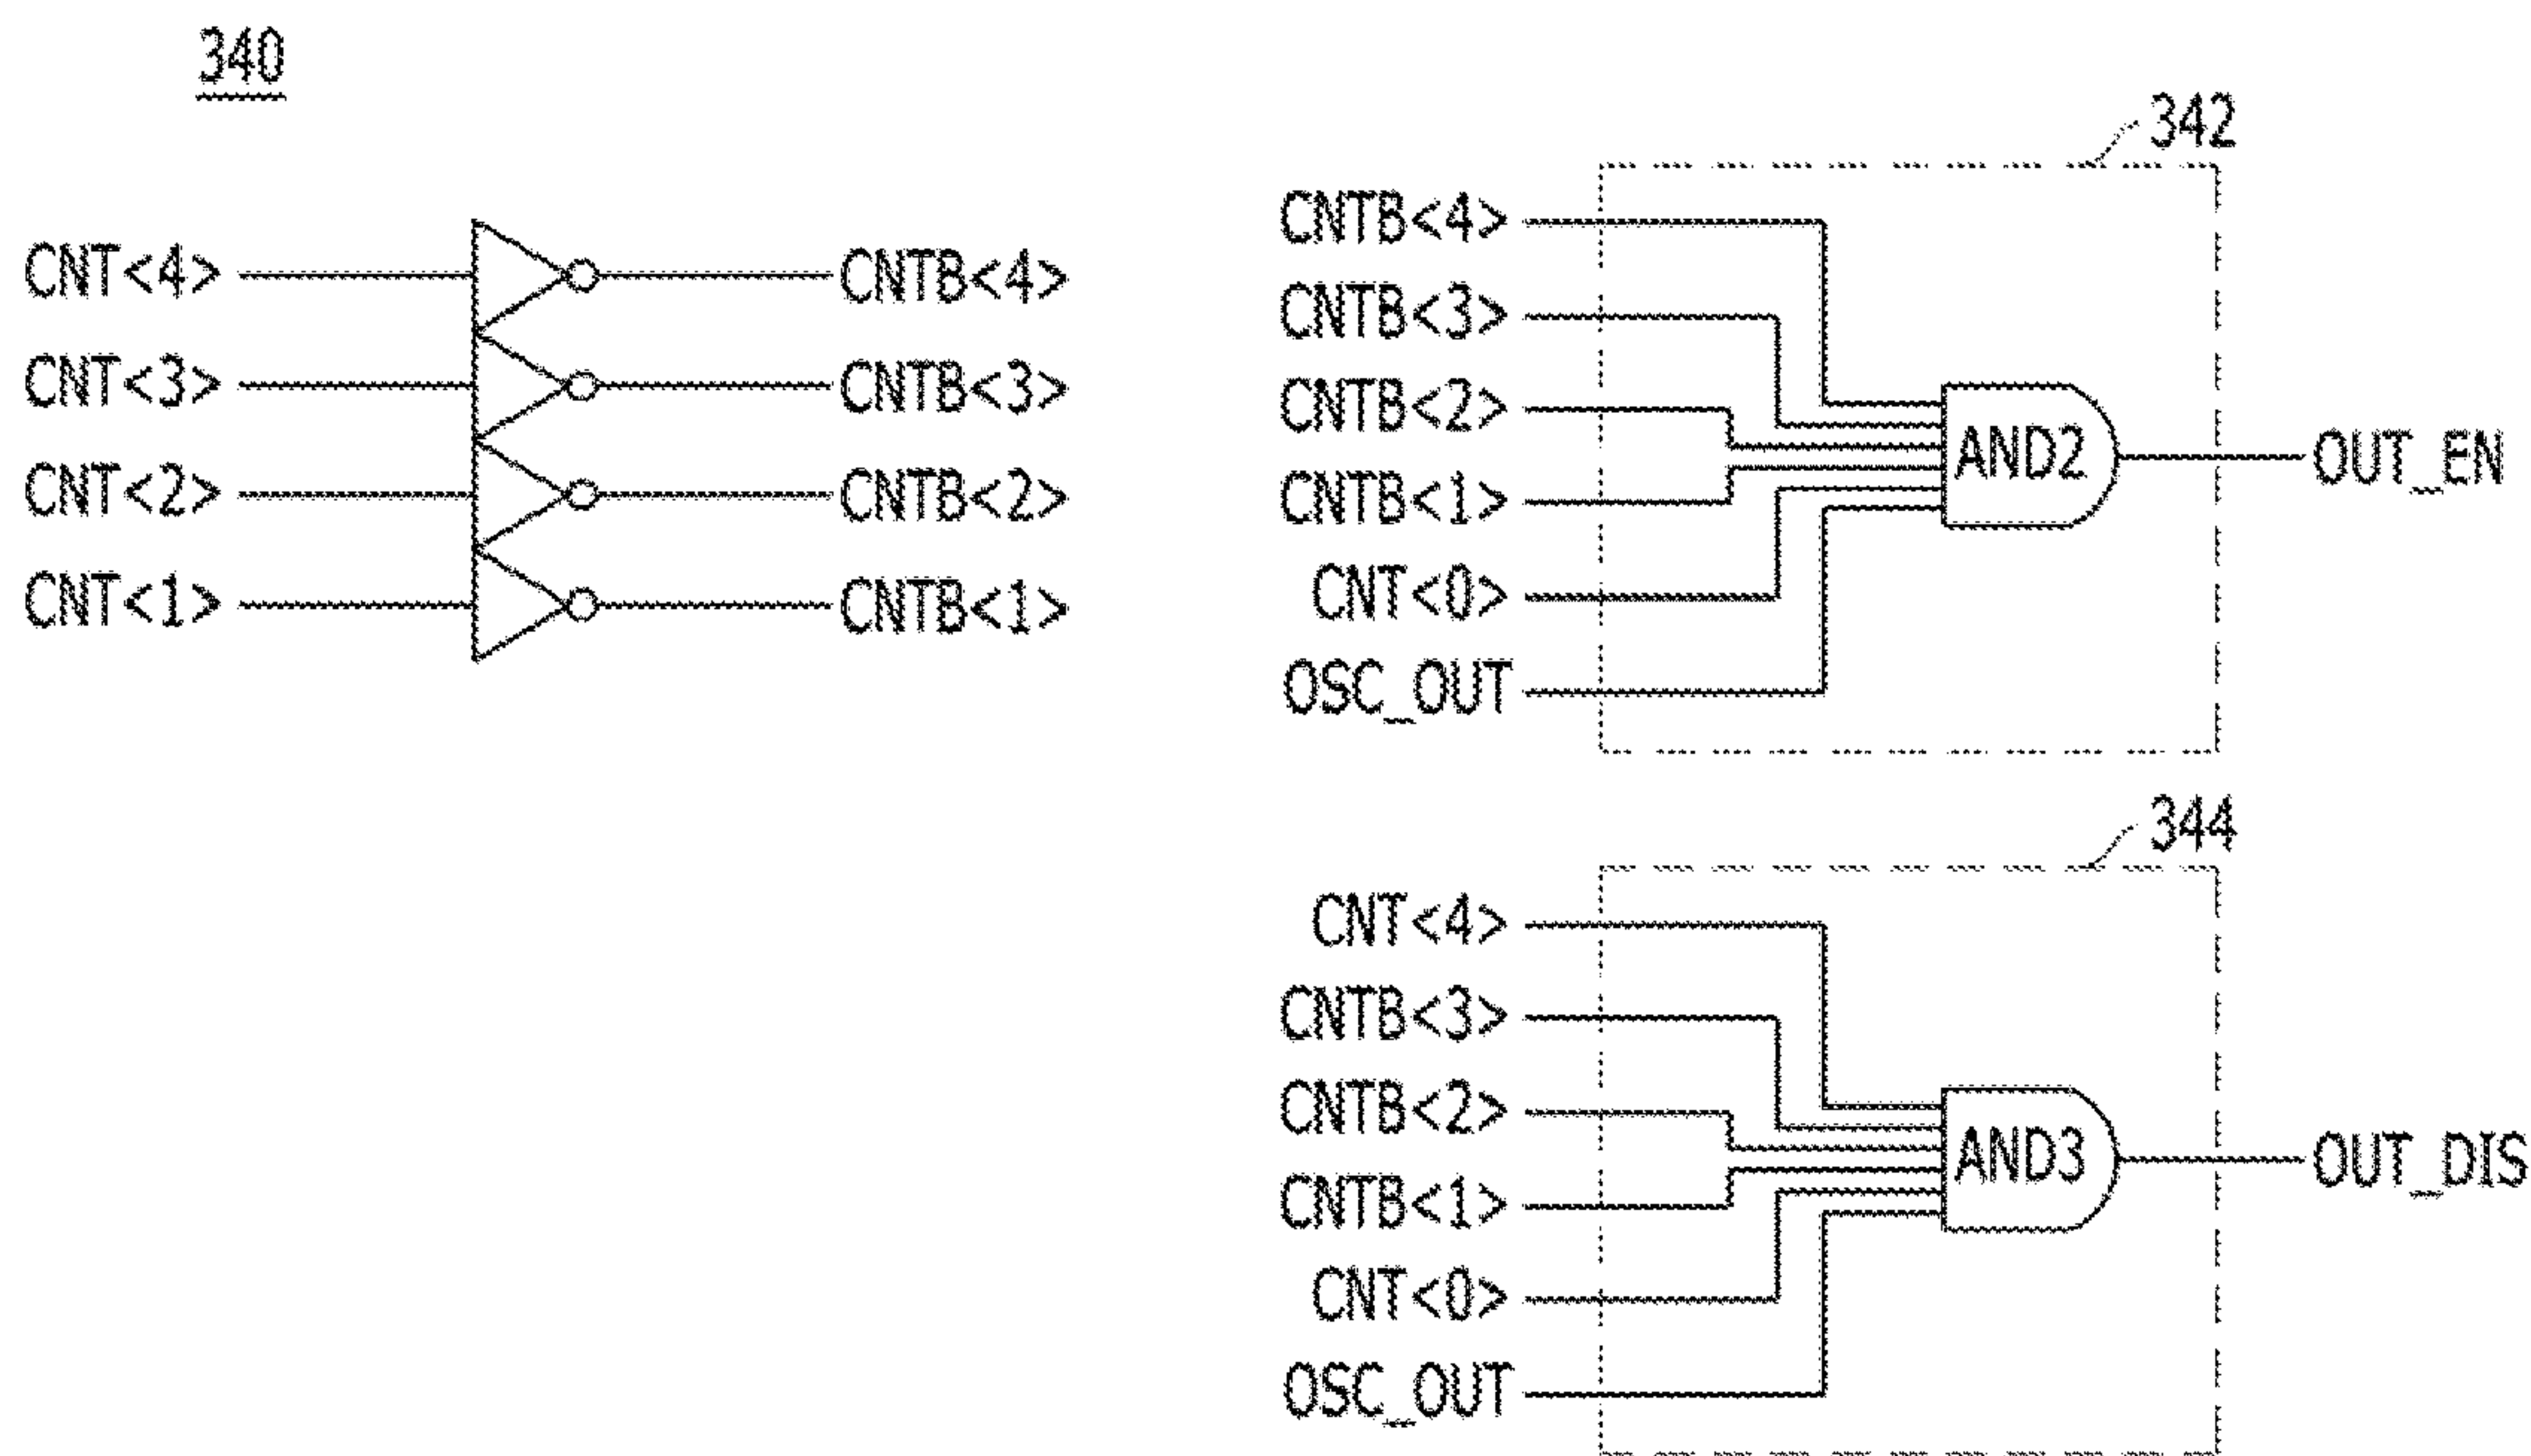 340
CNT<4>
CNTB<4>
CNT<3>
CNTB<3>
CNT<2>
CNTB<2>
CNT<1>
CNTB<1>
342
CNTB<4>
CNTB<3>
CNTB<2>
CNTB<1>
CNT<0>
OSC_OUT
AND2
OUT_EN
344
CNT<4>
CNTB<3>
CNTB<2>
CNTB<1>
CNT<0>
OSC_OUT
AND3
OUT_DIS